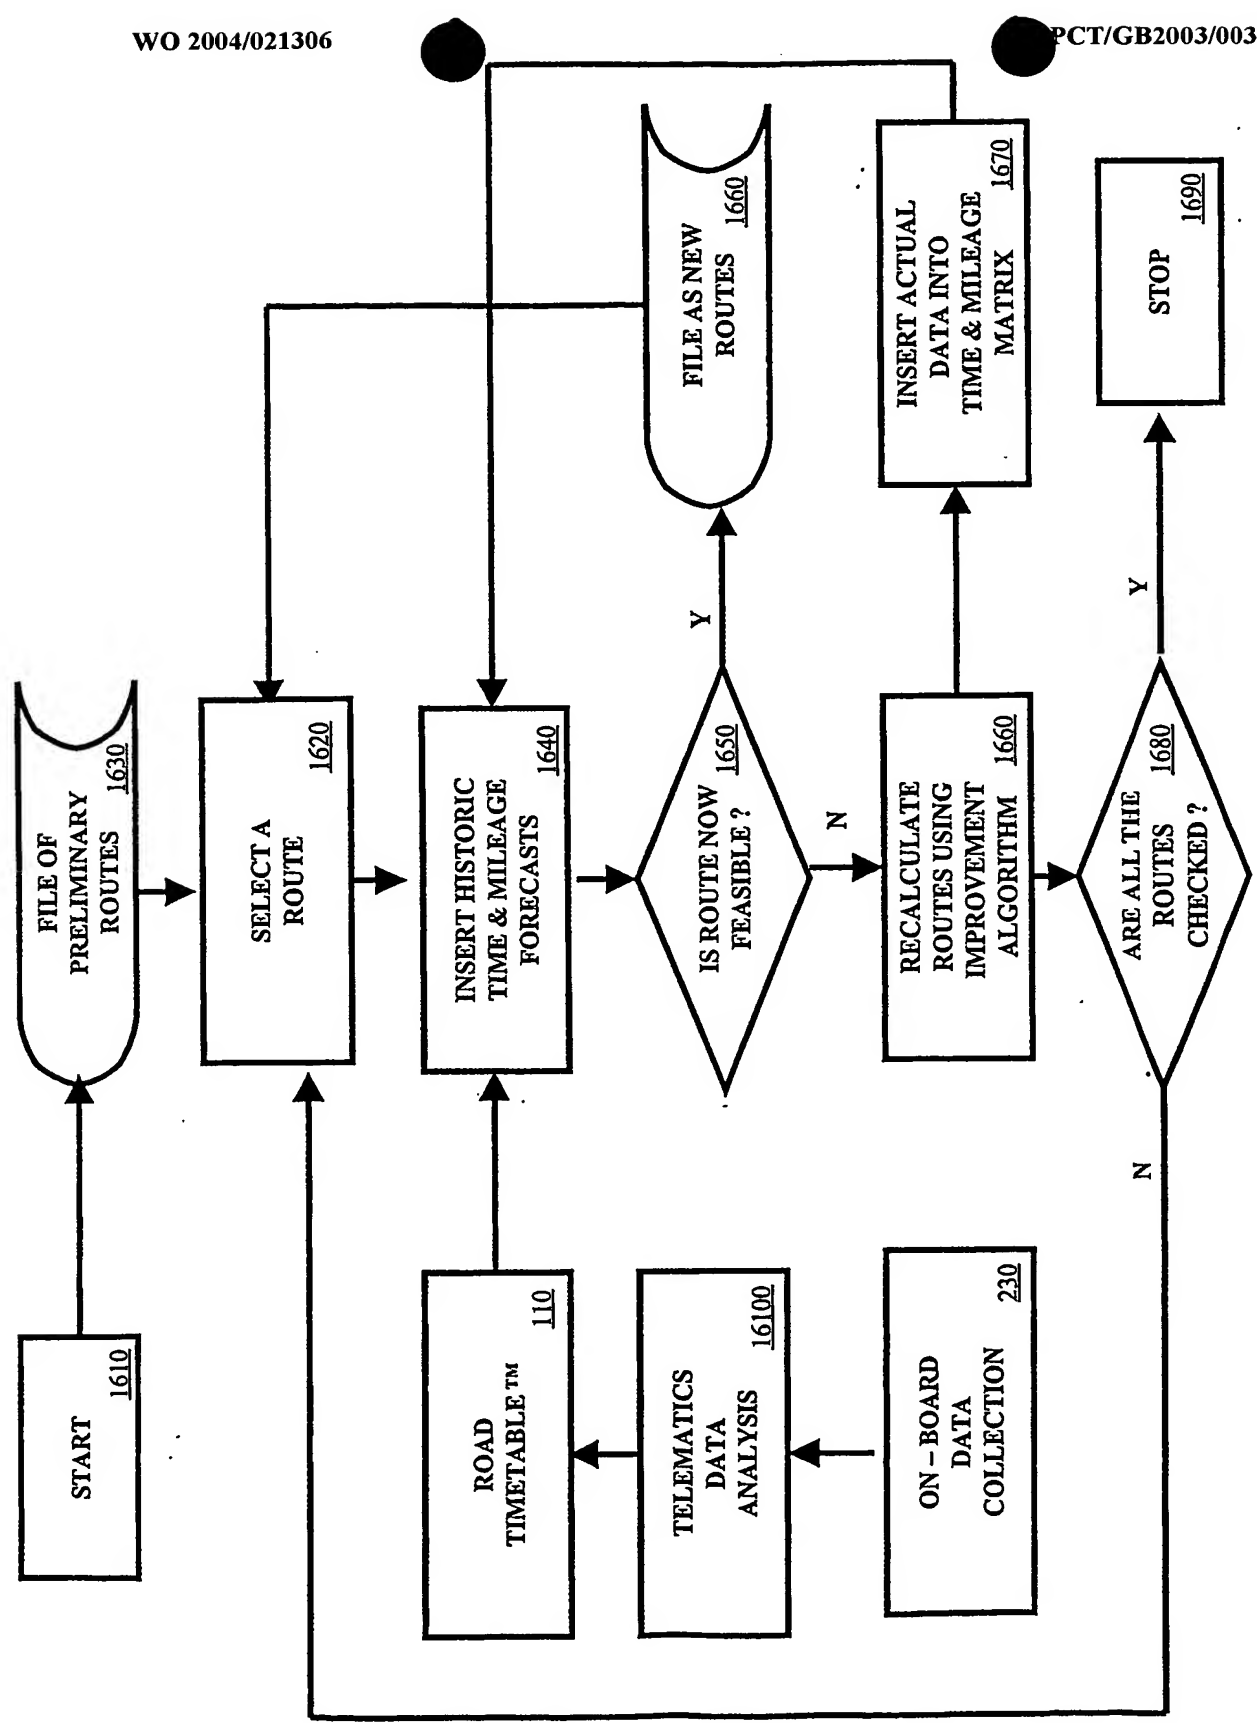 WO 2004/021306
PCT/GB2003/003
START
1610
FILE OF
PRELIMINARY
ROUTES
1630
SELECT A
ROUTE
1620
ROAD
TIMETABLE™
110
INSERT HISTORIC
TIME & MILEAGE
FORECASTS
1640
TELEMATICS
DATA
ANALYSIS
16100
IS ROUTE NOW
FEASIBLE ?
1650
Y
N
FILE AS NEW
ROUTES
1660
ON – BOARD
DATA
COLLECTION
230
RECALCULATE
ROUTES USING
IMPROVEMENT
ALGORITHM
1660
INSERT ACTUAL
DATA INTO
TIME & MILEAGE
MATRIX
1670
ARE ALL THE
ROUTES
CHECKED ?
1680
N
Y
STOP
1690